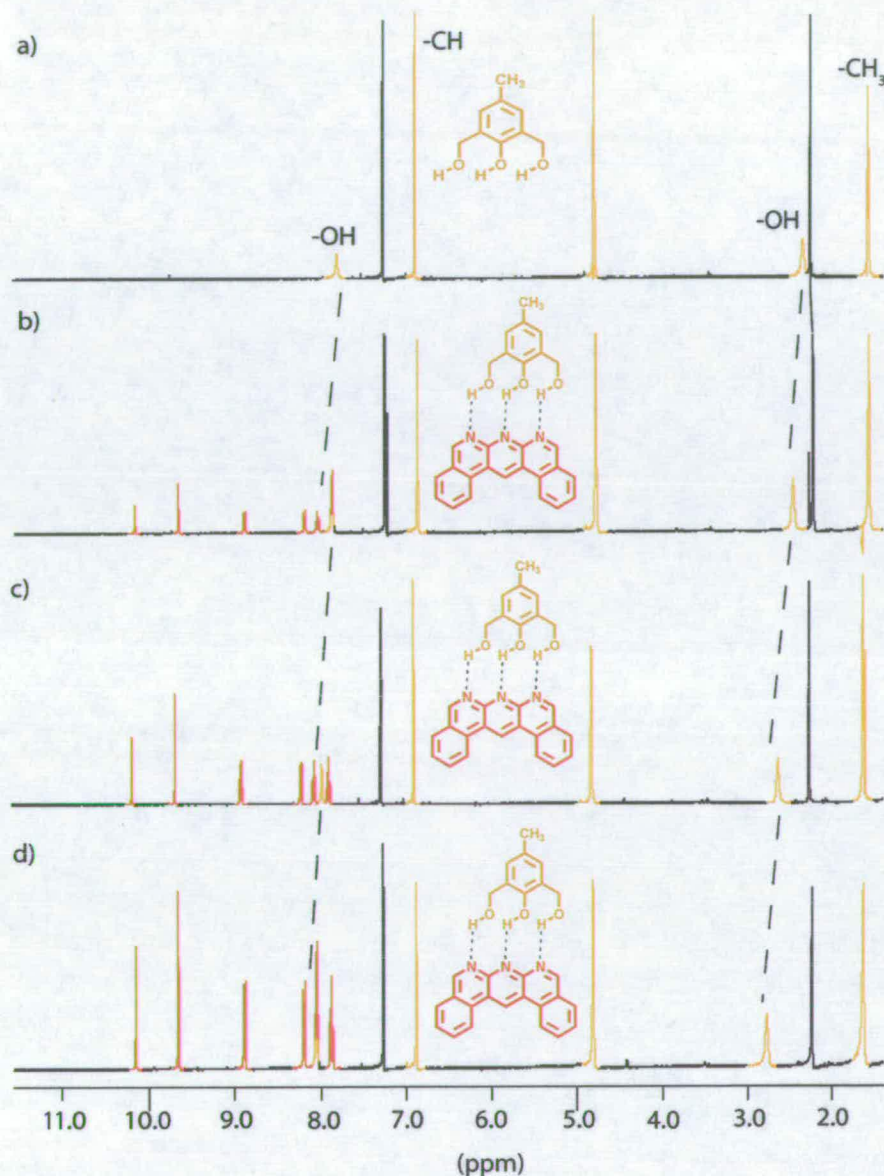 a)
-CH
-CH₃
CH₃
-OH
-OH
O O O
H H H
b)
CH₃
O O O
H H H
N N N
c)
CH₃
O O O
H H H
N N N
d)
CH₃
O O O
H H H
N N N
11.0 10.0 9.0 8.0 7.0 6.0 5.0 4.0 3.0 2.0
(ppm)